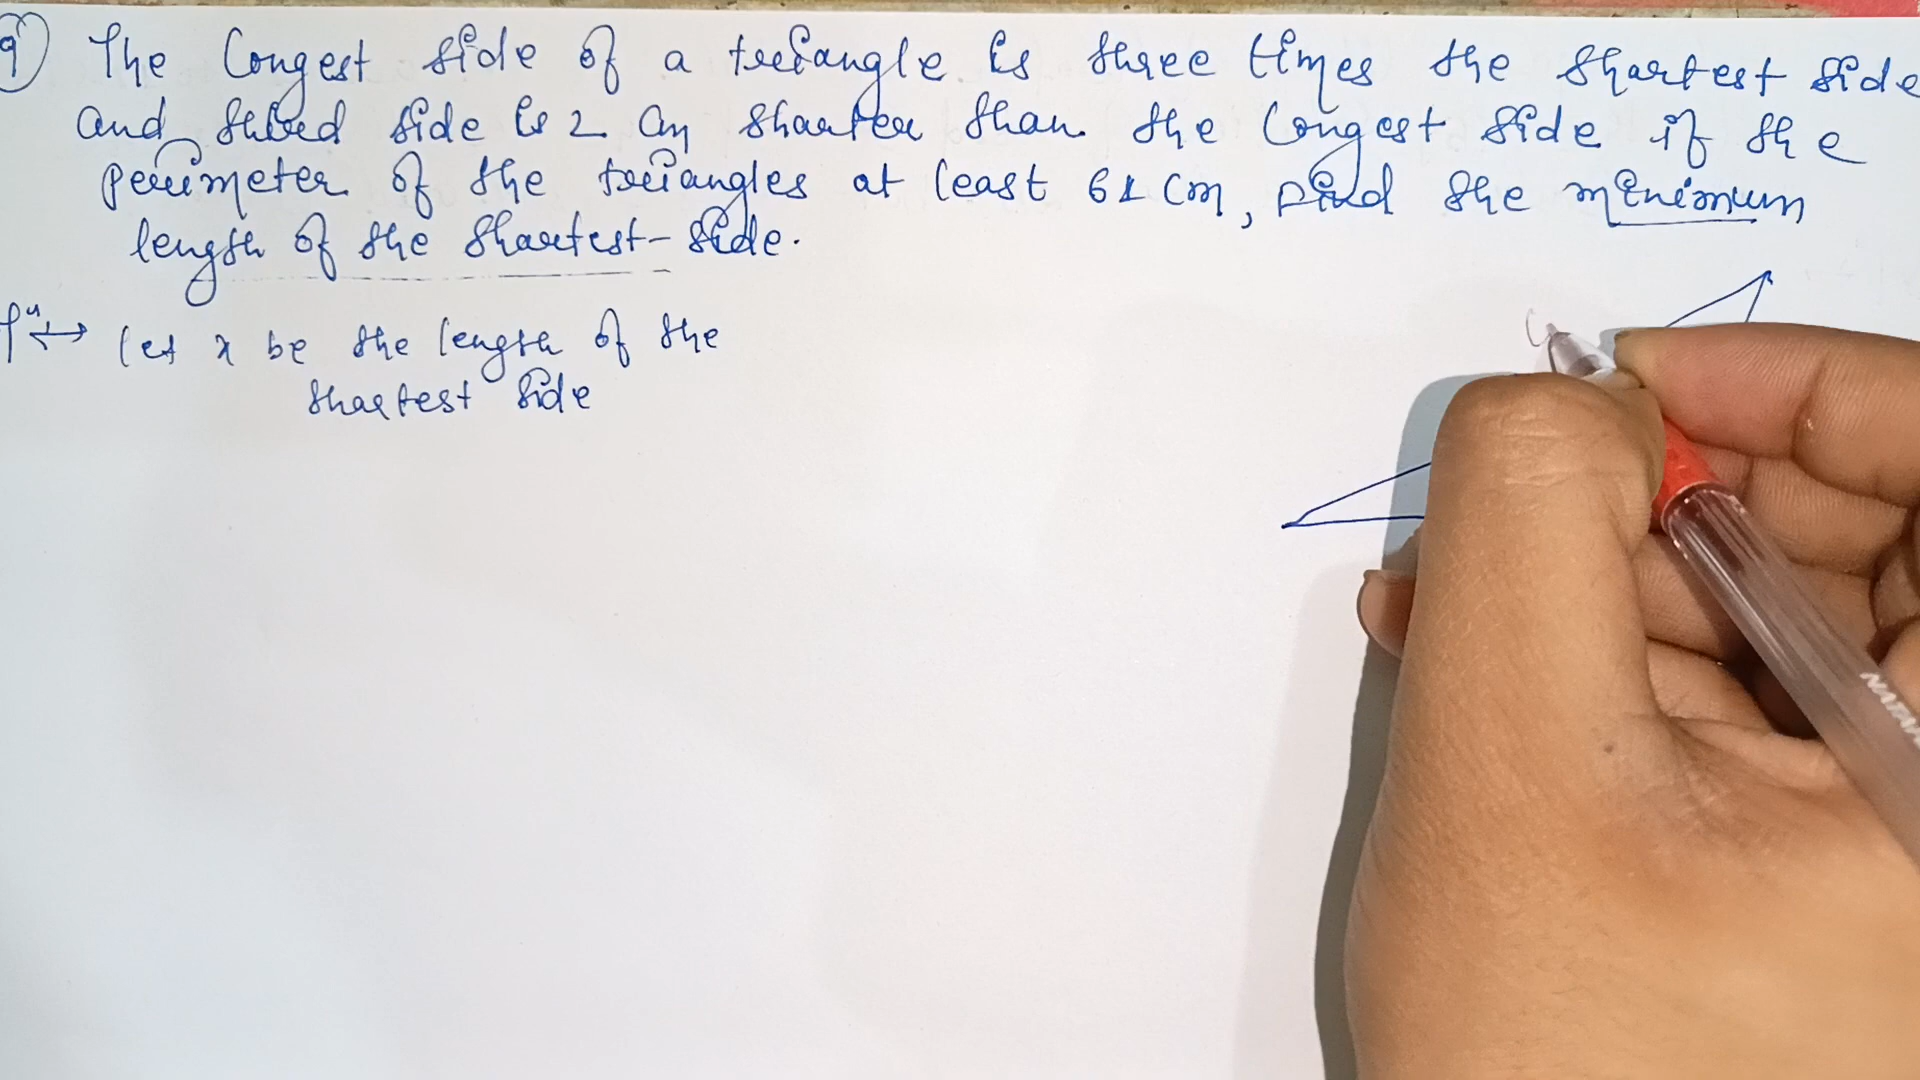 9) The longest side of a triangle is three times the shortest side
and third side is 2 cm shorter than the longest side if the
perimeter of the triangles at least 61 cm, find the minimum
length of the shortest side.
let x be the length of the
shortest side
NATARA